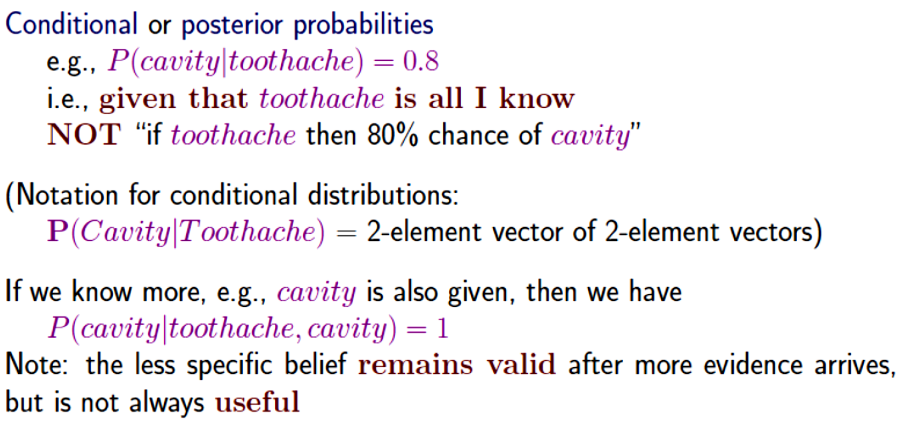 Conditional or posterior probabilities
e.g., P(cavity|toothache) = 0.8
i.e., given that toothache is all I know
NOT “if toothache then 80% chance of cavity”
(Notation for conditional distributions:
P(Cavity|Toothache) = 2-element vector of 2-element vectors)
If we know more, e.g., cavity is also given, then we have
P(cavity|toothache, cavity) = 1
Note: the less specific belief remains valid after more evidence arrives,
but is not always useful